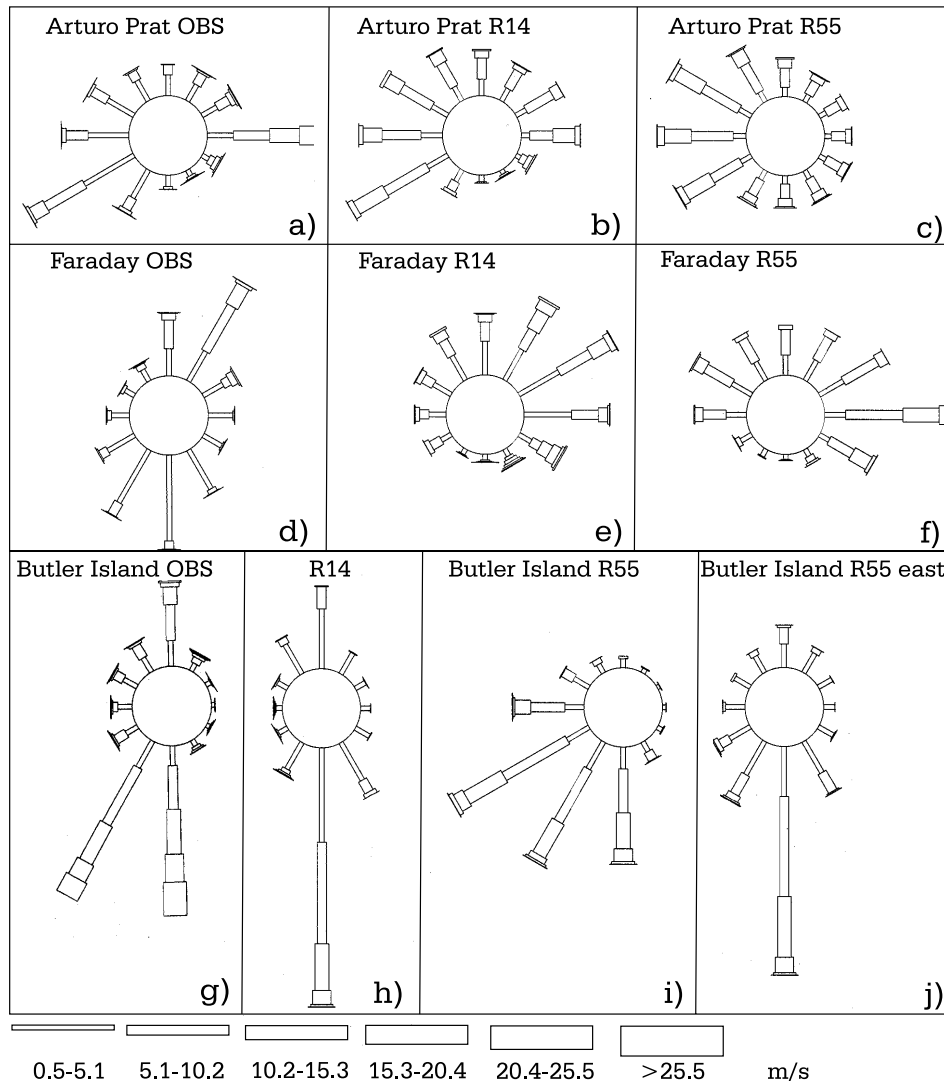 Arturo Prat OBS
Arturo Prat R14
Arturo Prat R55
a)
b)
c)
Faraday OBS
Faraday R14
Faraday R55
d)
e)
f)
Butler Island OBS
R14
Butler Island R55
Butler Island R55 east
g)
h)
i)
j)
0.5-5.1 5.1-10.2 10.2-15.3 15.3-20.4 20.4-25.5 >25.5 m/s